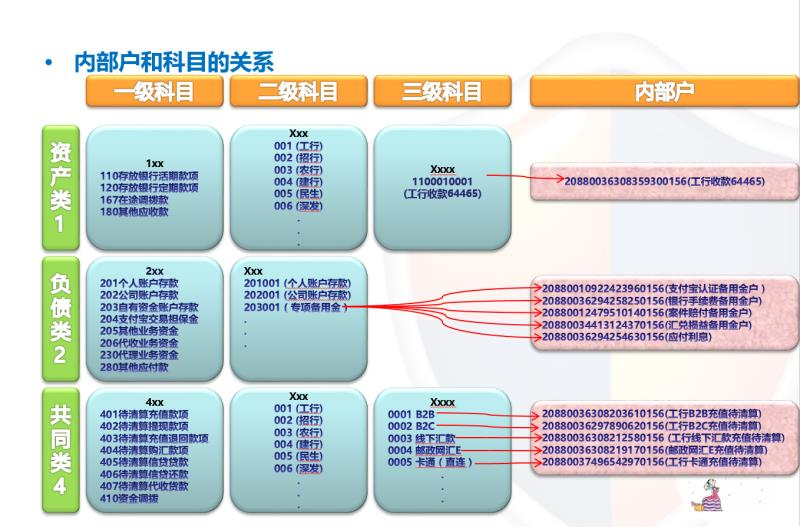 • 内部户和科目的关系
一级科目
二级科目
三级科目
内部户
资产类1
1xx
110存放银行活期款项
120存放银行定期款项
167在途调拨款
180其他应收款
Xxx
001 (工行)
002 (招行)
003 (农行)
004 (建行)
005 (民生)
006 (深发)
.
.
.
Xxxx
1100010001
(工行收款64465)
20880036308359300156(工行收款64465)
负债类2
2xx
201个人账户存款
202公司账户存款
203自有资金账户存款
204支付宝交易担保金
205其他业务资金
206代收业务资金
230代理业务资金
280其他应付款
Xxx
201001 (个人账户存款)
202001 (公司账户存款)
203001 (专项备用金)
.
.
.
20880010922423960156(支付宝认证备用金户)
20880036294258250156(银行手续费备用金户)
20880012479510140156(案件赔付备用金户)
20880034413124370156(汇兑损益备用金户)
20880036294254630156(应付利息)
共同类4
4xx
401待清算充值款项
402待清算提现款项
403待清算充值退回款项
404待清算购汇款项
405待清算信贷贷款
406待清算信贷还款
407待清算代收货款
410资金调拨
Xxx
001 (工行)
002 (招行)
003 (农行)
004 (建行)
005 (民生)
006 (深发)
.
.
.
Xxxx
0001 B2B
0002 B2C
0003 线下汇款
0004 邮政网汇E
0005 卡通（直连）
.
.
.
20880036308203610156(工行B2B充值待清算)
20880036297890620156(工行B2C充值待清算)
20880036308212580156 (工行线下汇款充值待清算)
20880036308219170156(邮政网汇E充值待清算)
20880037496542970156(工行卡通充值待清算)